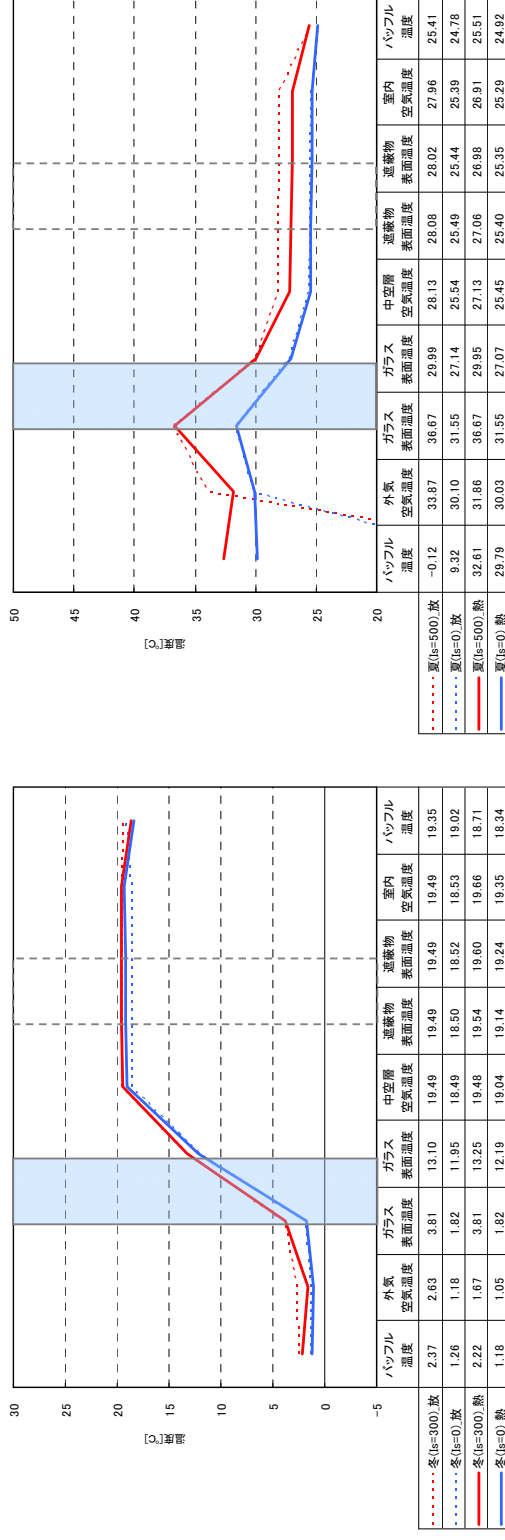 30
25
20
15
10
5
0
-5
温度[℃]
バッフル 温度
外気 空気温度
ガラス 表面温度
ガラス 表面温度
中空層 空気温度
遮蔽物 表面温度
遮蔽物 表面温度
室内 空気温度
バッフル 温度
冬(Is=300)_放 2.37 2.63 3.81 13.10 19.49 19.49 19.49 19.49 19.35
冬(Is=0)_放 1.26 1.18 1.82 11.95 18.49 18.50 18.52 18.53 19.02
冬(Is=300)_熱 2.22 1.67 3.81 13.25 19.48 19.54 19.60 19.66 18.71
冬(Is=0)_熱 1.18 1.05 1.82 12.19 19.04 19.14 19.24 19.35 18.34
50
45
40
35
30
25
20
温度[℃]
バッフル 温度
外気 空気温度
ガラス 表面温度
ガラス 表面温度
中空層 空気温度
遮蔽物 表面温度
遮蔽物 表面温度
室内 空気温度
バッフル 温度
夏(Is=500)_放 -0.12 33.87 36.67 29.99 28.13 28.08 28.02 27.96 25.41
夏(Is=0)_放 9.32 30.10 31.55 27.14 25.54 25.49 25.44 25.39 24.78
夏(Is=500)_熱 32.61 31.86 36.67 29.95 27.13 27.06 26.98 26.91 25.51
夏(Is=0)_熱 29.79 30.03 31.55 27.07 25.45 25.40 25.35 25.29 24.92